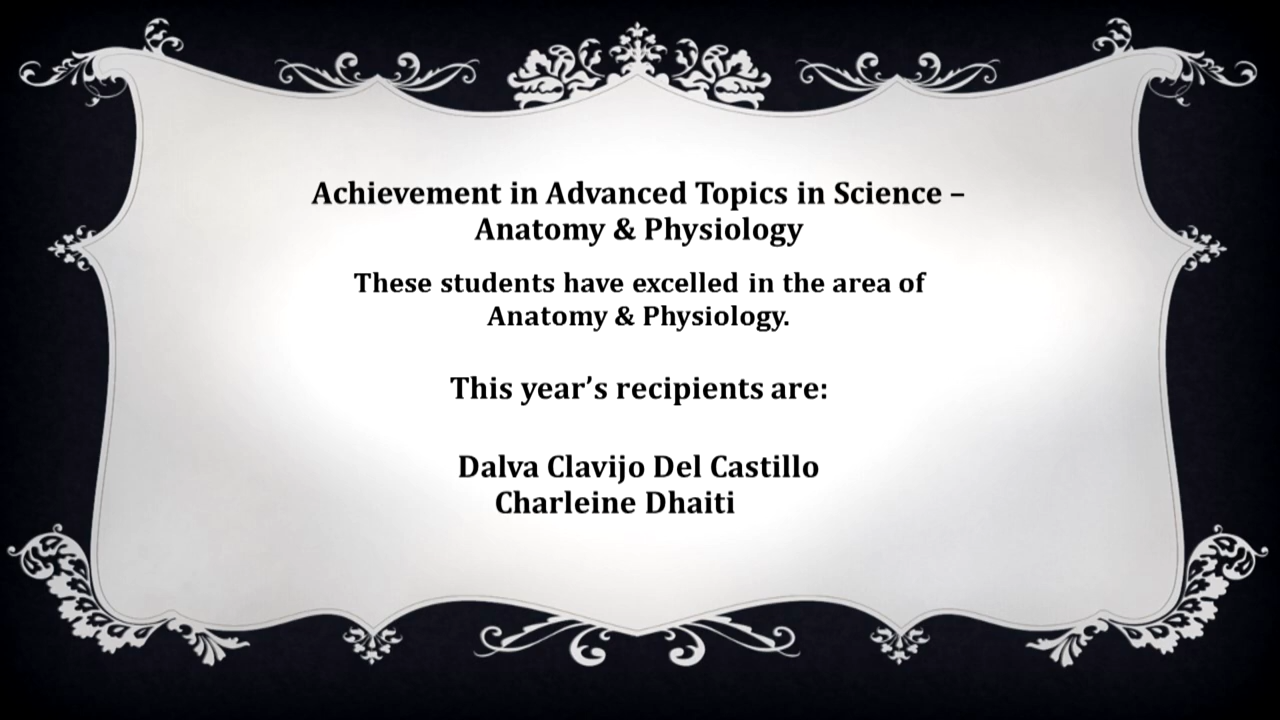 Achievement in Advanced Topics in Science –
Anatomy & Physiology
These students have excelled in the area of
Anatomy & Physiology.
This year’s recipients are:
Dalva Clavijo Del Castillo
Charleine Dhaiti